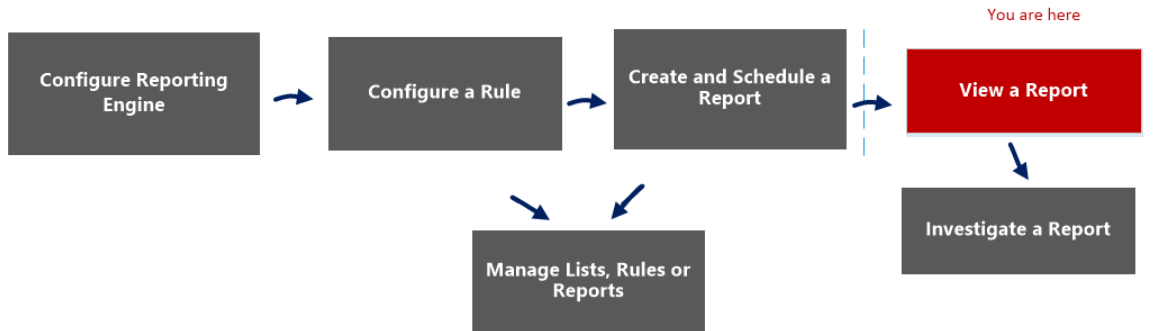 You are here
Configure Reporting
Engine
Configure a Rule
Create and Schedule a
Report
View a Report
Manage Lists, Rules or
Reports
Investigate a Report